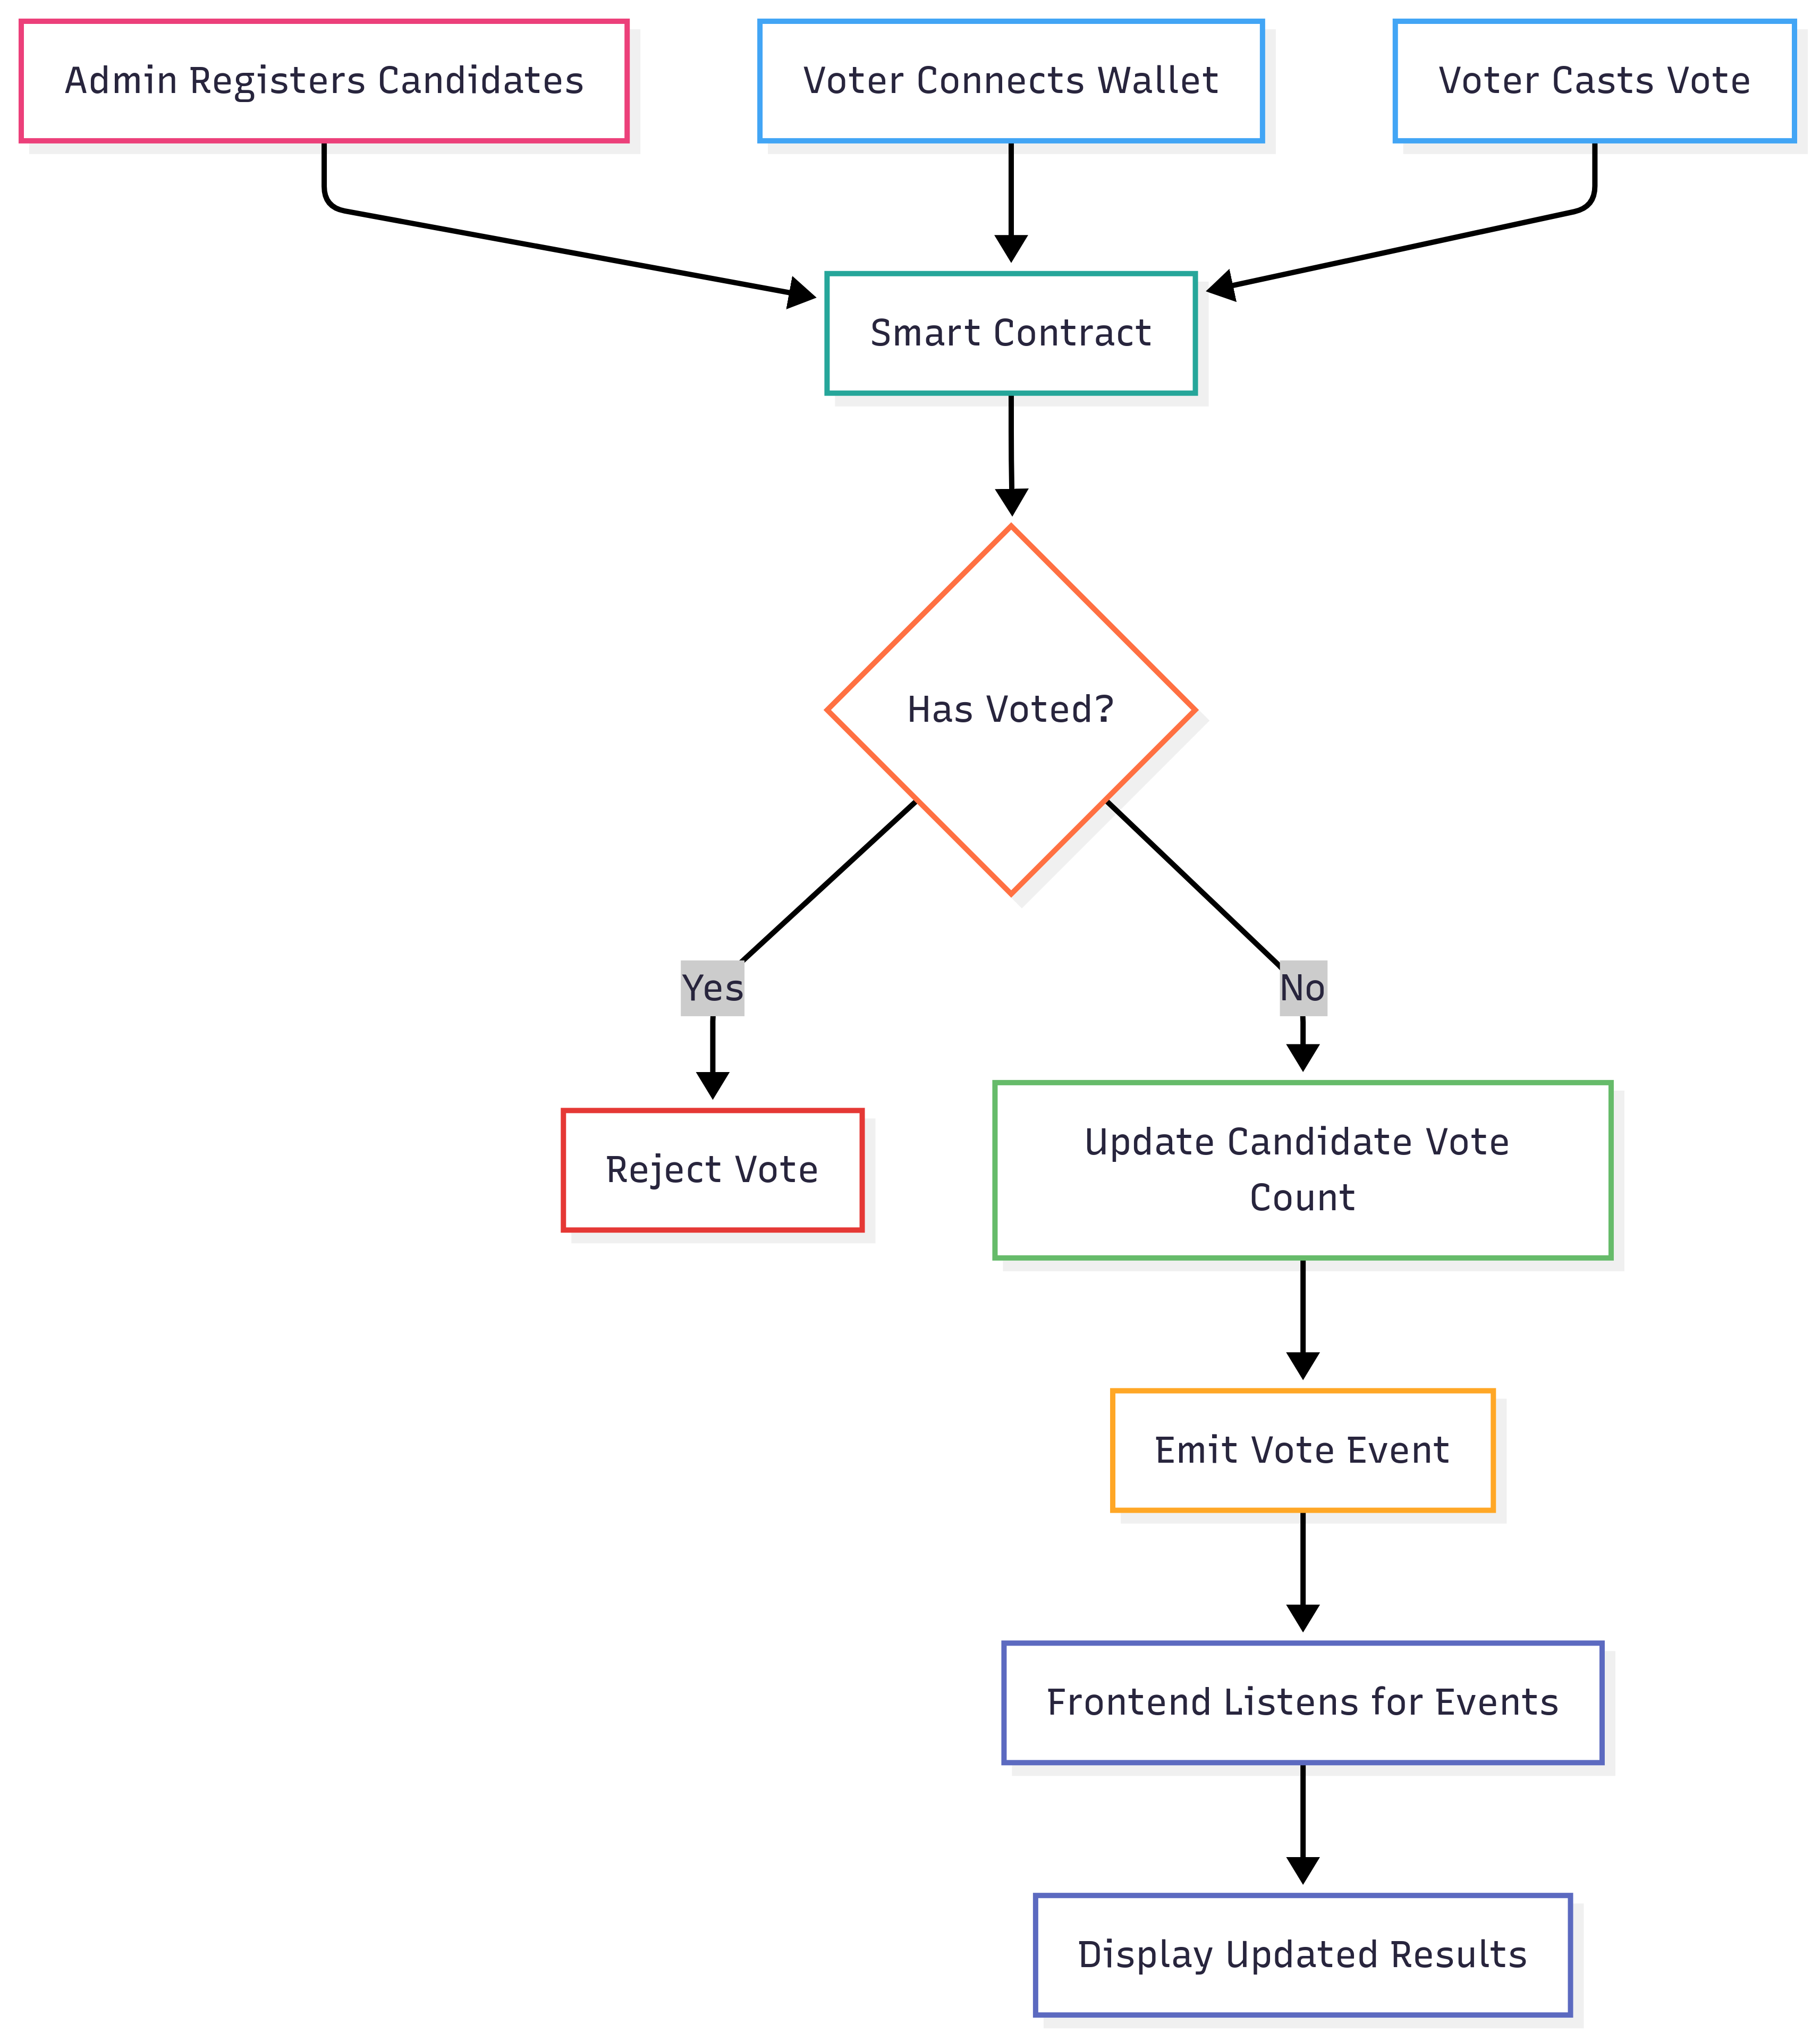 Admin Registers Candidates
Voter Connects Wallet
Voter Casts Vote
Smart Contract
Has Voted?
Yes
No
Reject Vote
Update Candidate Vote
Count
Emit Vote Event
Frontend Listens for Events
Display Updated Results